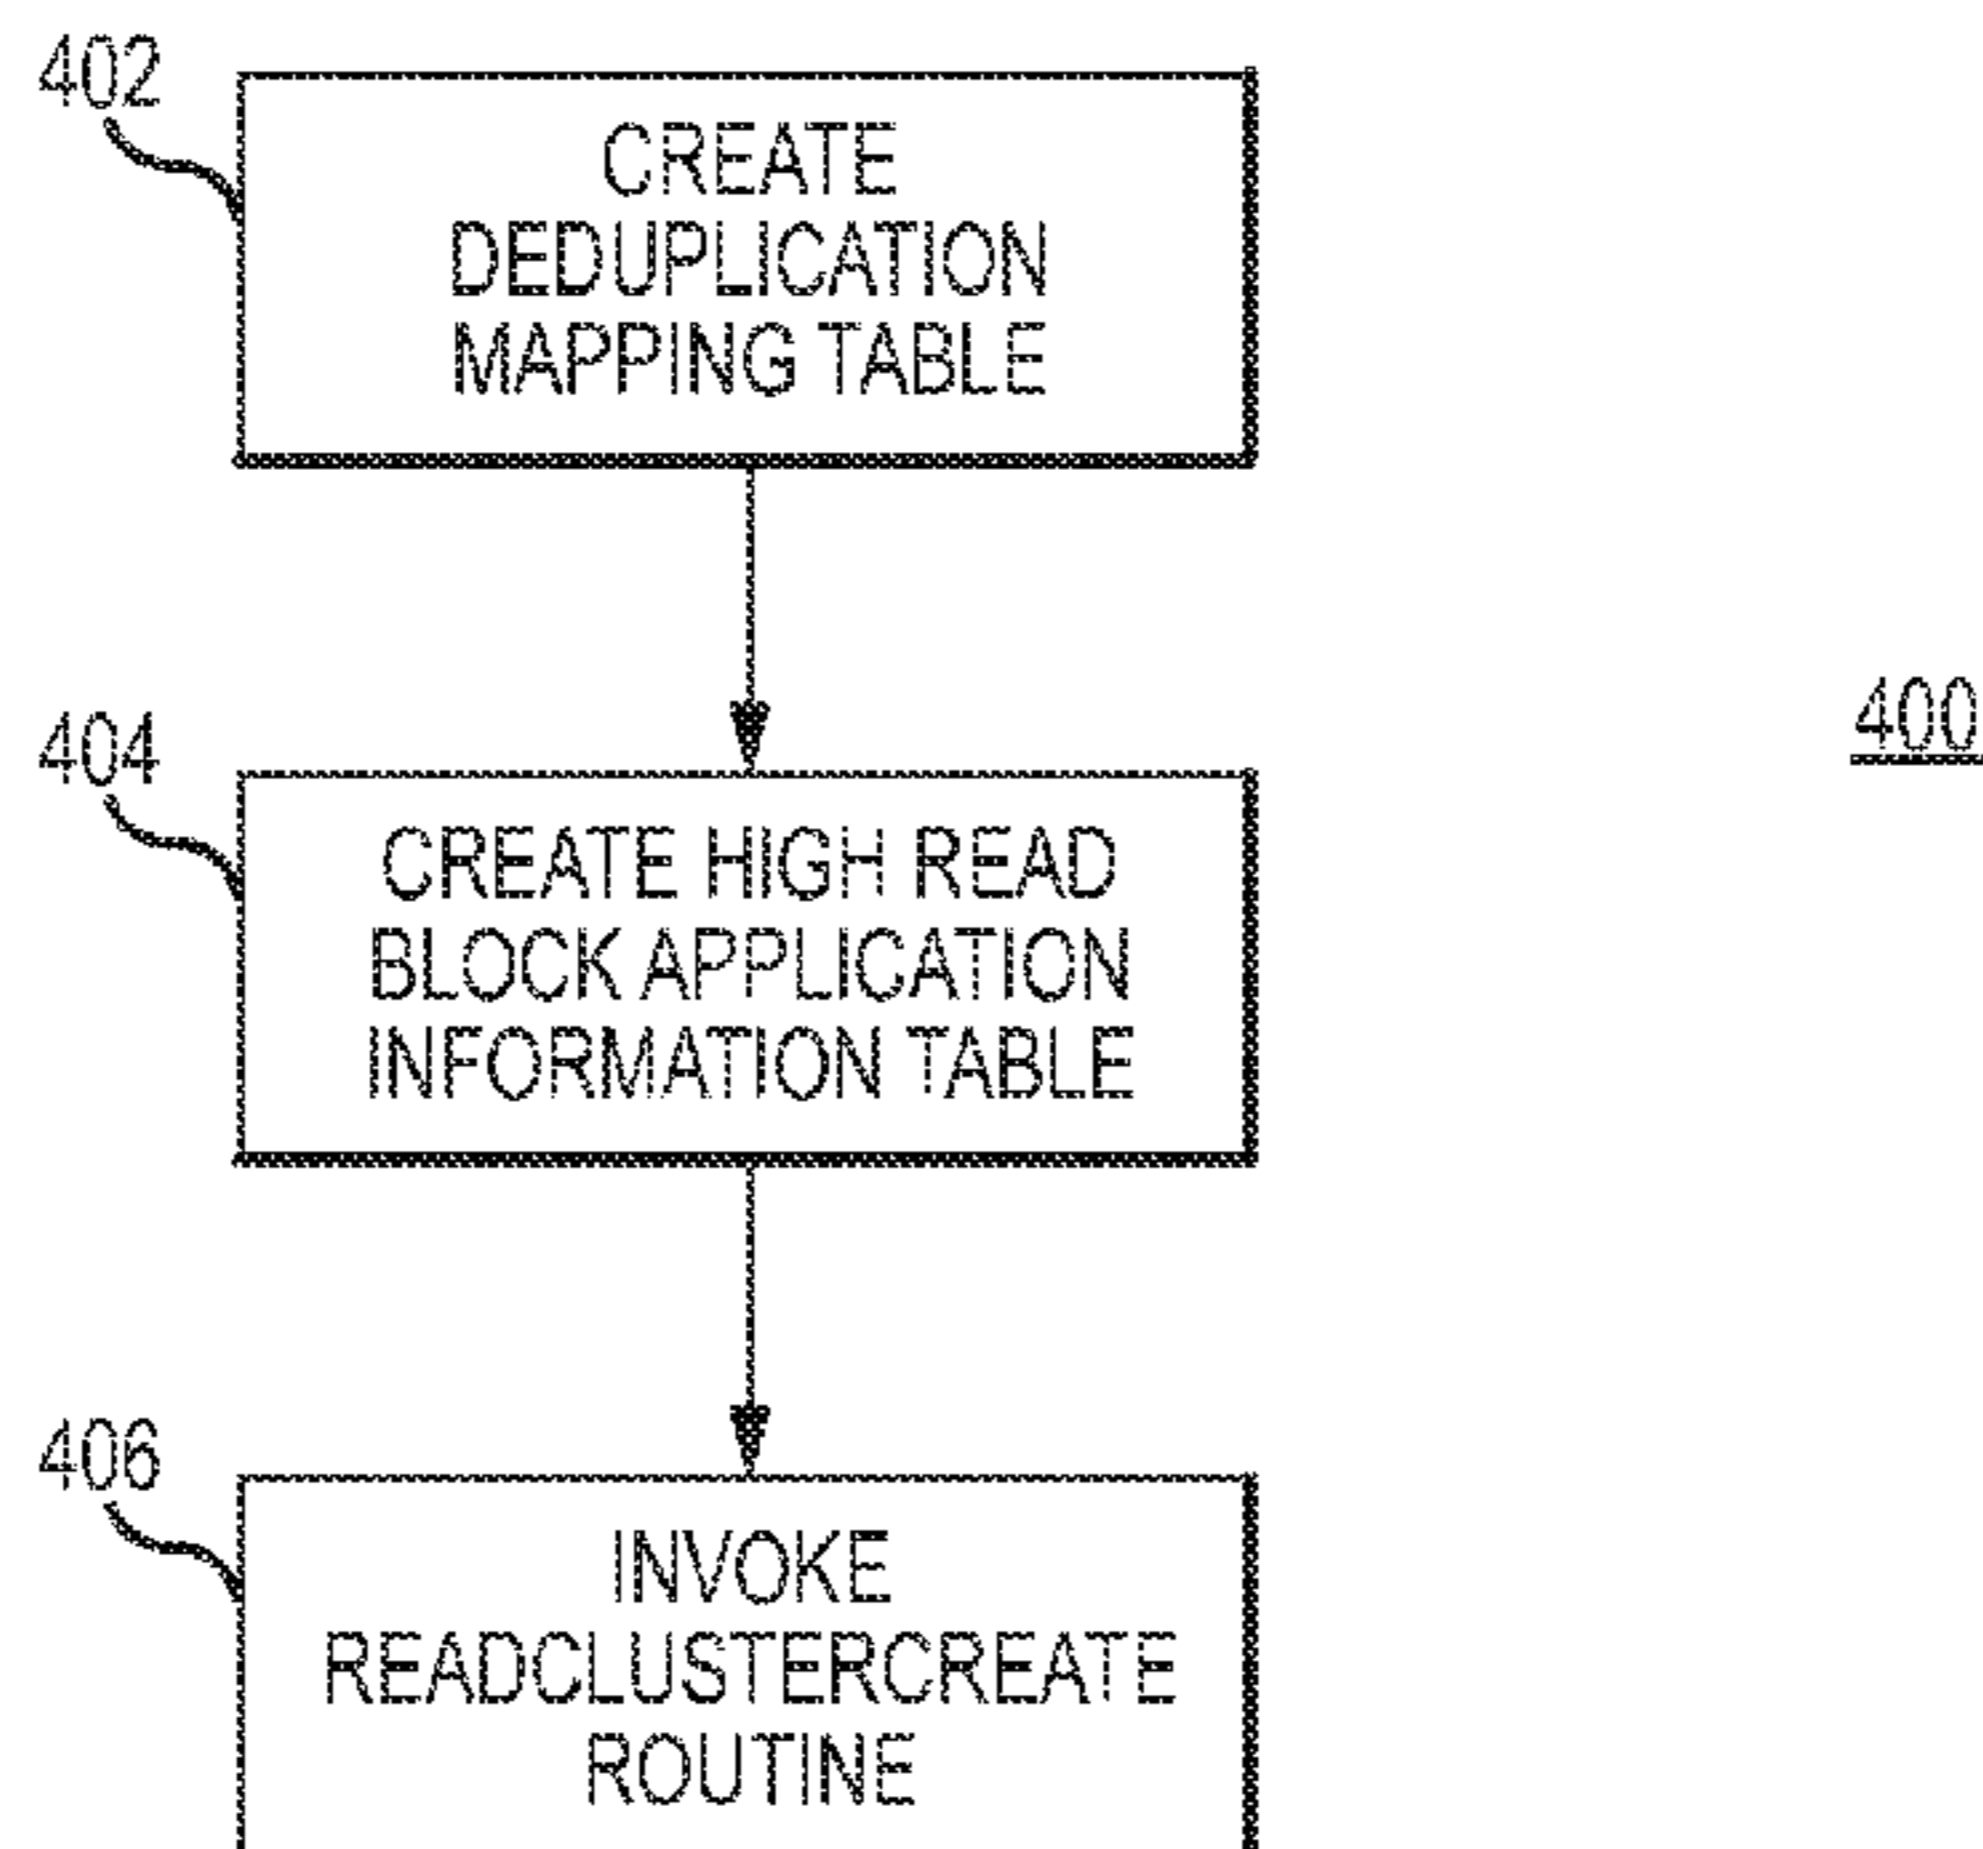 402
CREATE
DEDUPLICATION
MAPPING TABLE
404
CREATE HIGH READ
BLOCK APPLICATION
INFORMATION TABLE
400
406
INVOKE
READCLUSTERCREATE
ROUTINE